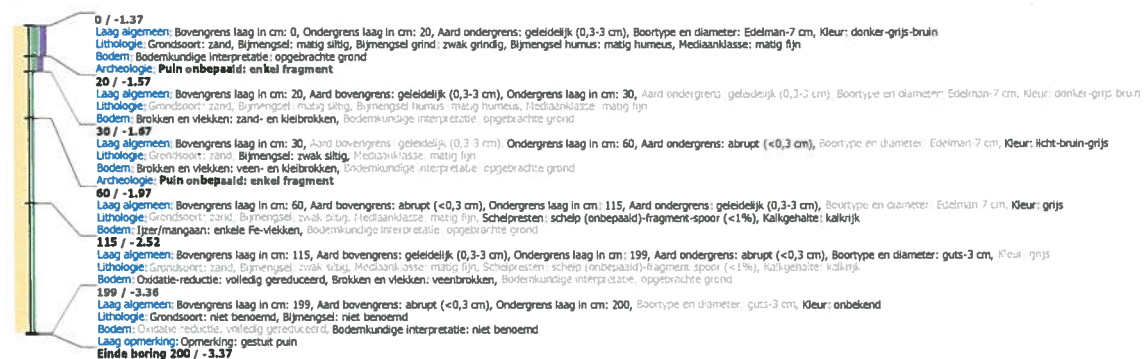 0 / -1.37
Laag algemeen: Bovengrens laag in cm: 0, Ondergrens laag in cm: 20, Aard ondergrens: geleidelijk (0,3-3 cm), Boortype en diameter: Edelman-7 cm, Kleur: donker-grijs-bruin
Lithologie: Grondsoort: zand, Bijmengsel: matig siltig, Bijmengsel grind: zwak grindig, Bijmengsel humus: matig humeus, Mediaanklasse: matig fijn
Bodem: Bodemkundige interpretatie: opgebrachte grond
Archeologie: Puin onbepaald: enkel fragment
20 / -1.57
Laag algemeen: Bovengrens laag in cm: 20, Aard bovengrens: geleidelijk (0,3-3 cm), Ondergrens laag in cm: 30, Aard ondergrens: geleidelijk (0,3-3 cm), Boortype en diameter: Edelman-7 cm, Kleur: donker-grijs-bruin
Lithologie: Grondsoort: zand, Bijmengsel: matig siltig, Bijmengsel humus: matig humeus, Mediaanklasse: matig fijn
Bodem: Brokken en vlekken: zand- en kleibrokken, Bodemkundige interpretatie: opgebrachte grond
30 / -1.67
Laag algemeen: Bovengrens laag in cm: 30, Aard bovengrens: geleidelijk (0,3-3 cm), Ondergrens laag in cm: 60, Aard ondergrens: abrupt (<0,3 cm), Boortype en diameter: Edelman-7 cm, Kleur: licht-bruin-grijs
Lithologie: Grondsoort: zand, Bijmengsel: zwak siltig, Mediaanklasse: matig fijn
Bodem: Brokken en vlekken: veen- en kleibrokken, Bodemkundige interpretatie: opgebrachte grond
Archeologie: Puin onbepaald: enkel fragment
60 / -1.97
Laag algemeen: Bovengrens laag in cm: 60, Aard bovengrens: abrupt (<0,3 cm), Ondergrens laag in cm: 115, Aard ondergrens: geleidelijk (0,3-3 cm), Boortype en diameter: Edelman-7 cm, Kleur: grijs
Lithologie: Grondsoort: zand, Bijmengsel: zwak siltig, Mediaanklasse: matig fijn, Schelpresten: schelp (onbepaald)-fragment-spoor (<1%), Kalkgehalte: kalkrijk
Bodem: Ijzer/mangaan: enkele Fe-vlekken, Bodemkundige interpretatie: opgebrachte grond
115 / -2.52
Laag algemeen: Bovengrens laag in cm: 115, Aard bovengrens: geleidelijk (0,3-3 cm), Ondergrens laag in cm: 199, Aard ondergrens: abrupt (<0,3 cm), Boortype en diameter: guts-3 cm, Kleur: grijs
Lithologie: Grondsoort: zand, Bijmengsel: zwak siltig, Mediaanklasse: matig fijn, Schelpresten: schelp (onbepaald)-fragment-spoor (<1%), Kalkgehalte: kalkrijk
Bodem: Oxidatie-reductie: volledig gereduceerd, Brokken en vlekken: veenbrokken, Bodemkundige interpretatie: opgebrachte grond
199 / -3.36
Laag algemeen: Bovengrens laag in cm: 199, Aard bovengrens: abrupt (<0,3 cm), Ondergrens laag in cm: 200, Boortype en diameter: guts-3 cm, Kleur: onbekend
Lithologie: Grondsoort: niet benoemd, Bijmengsel: niet benoemd
Bodem: Oxidatie-reductie: volledig gereduceerd, Bodemkundige interpretatie: niet benoemd
Laag opmerking: Opmerking: gestuit puin
Einde boring 200 / -3.37